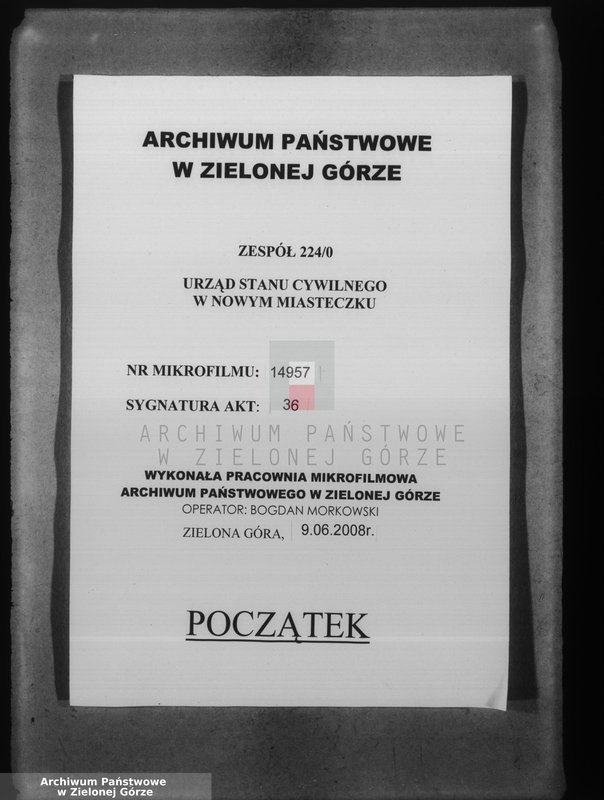 ARCHIWUM PAŃSTWOWE
W ZIELONEJ GÓRZE
ZESPÓŁ 224/0
URZĄD STANU CYWILNEGO
W NOWYM MIASTECZKU
NR MIKROFILMU: 14957
SYGNATURA AKT: 36
ARCHIWUM PAŃSTWOWE
W ZIELONEJ GÓRZE
WYKONAŁA PRACOWNIA MIKROFILMOWA
ARCHIWUM PAŃSTWOWEGO W ZIELONEJ GÓRZE
OPERATOR: BOGDAN MORKOWSKI
ZIELONA GÓRA, 9.06.2008r.
POCZĄTEK
Archiwum Państwowe
w Zielonej Górze